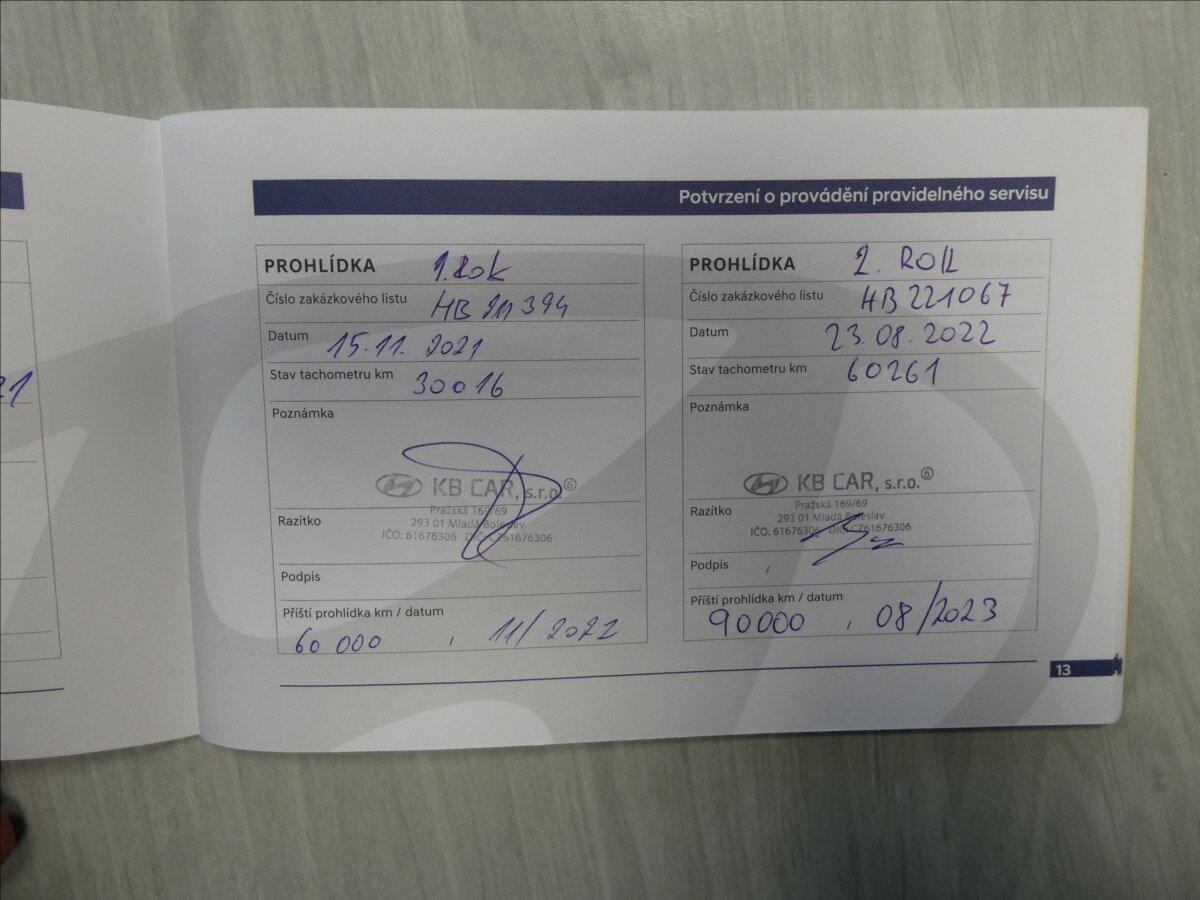 21
Potvrzení o provádění pravidelného servisu
PROHLÍDKA 1. Rok
Číslo zakázkového listu HB 211394
Datum 15.11. 2021
Stav tachometru km 30016
Poznámka
KB CAR, s.r.o. 6
Pražská 169/69
Razítko
293 01 Mladá Boleslav
IČO: 61676306 DIČ: CZ61676306
Podpis
Příští prohlídka km / datum
60 000 , 11/2022
PROHLÍDKA 2. ROK
Číslo zakázkového listu HB221067
Datum 23.08.2022
Stav tachometru km 60261
Poznámka
KB CAR, s.r.o. 6
Pražská 169/69
Razítko
293 01 Mladá Boleslav
IČO: 61676306 DIČ: CZ61676306
Podpis
Příští prohlídka km / datum
90000 , 08/2023
13